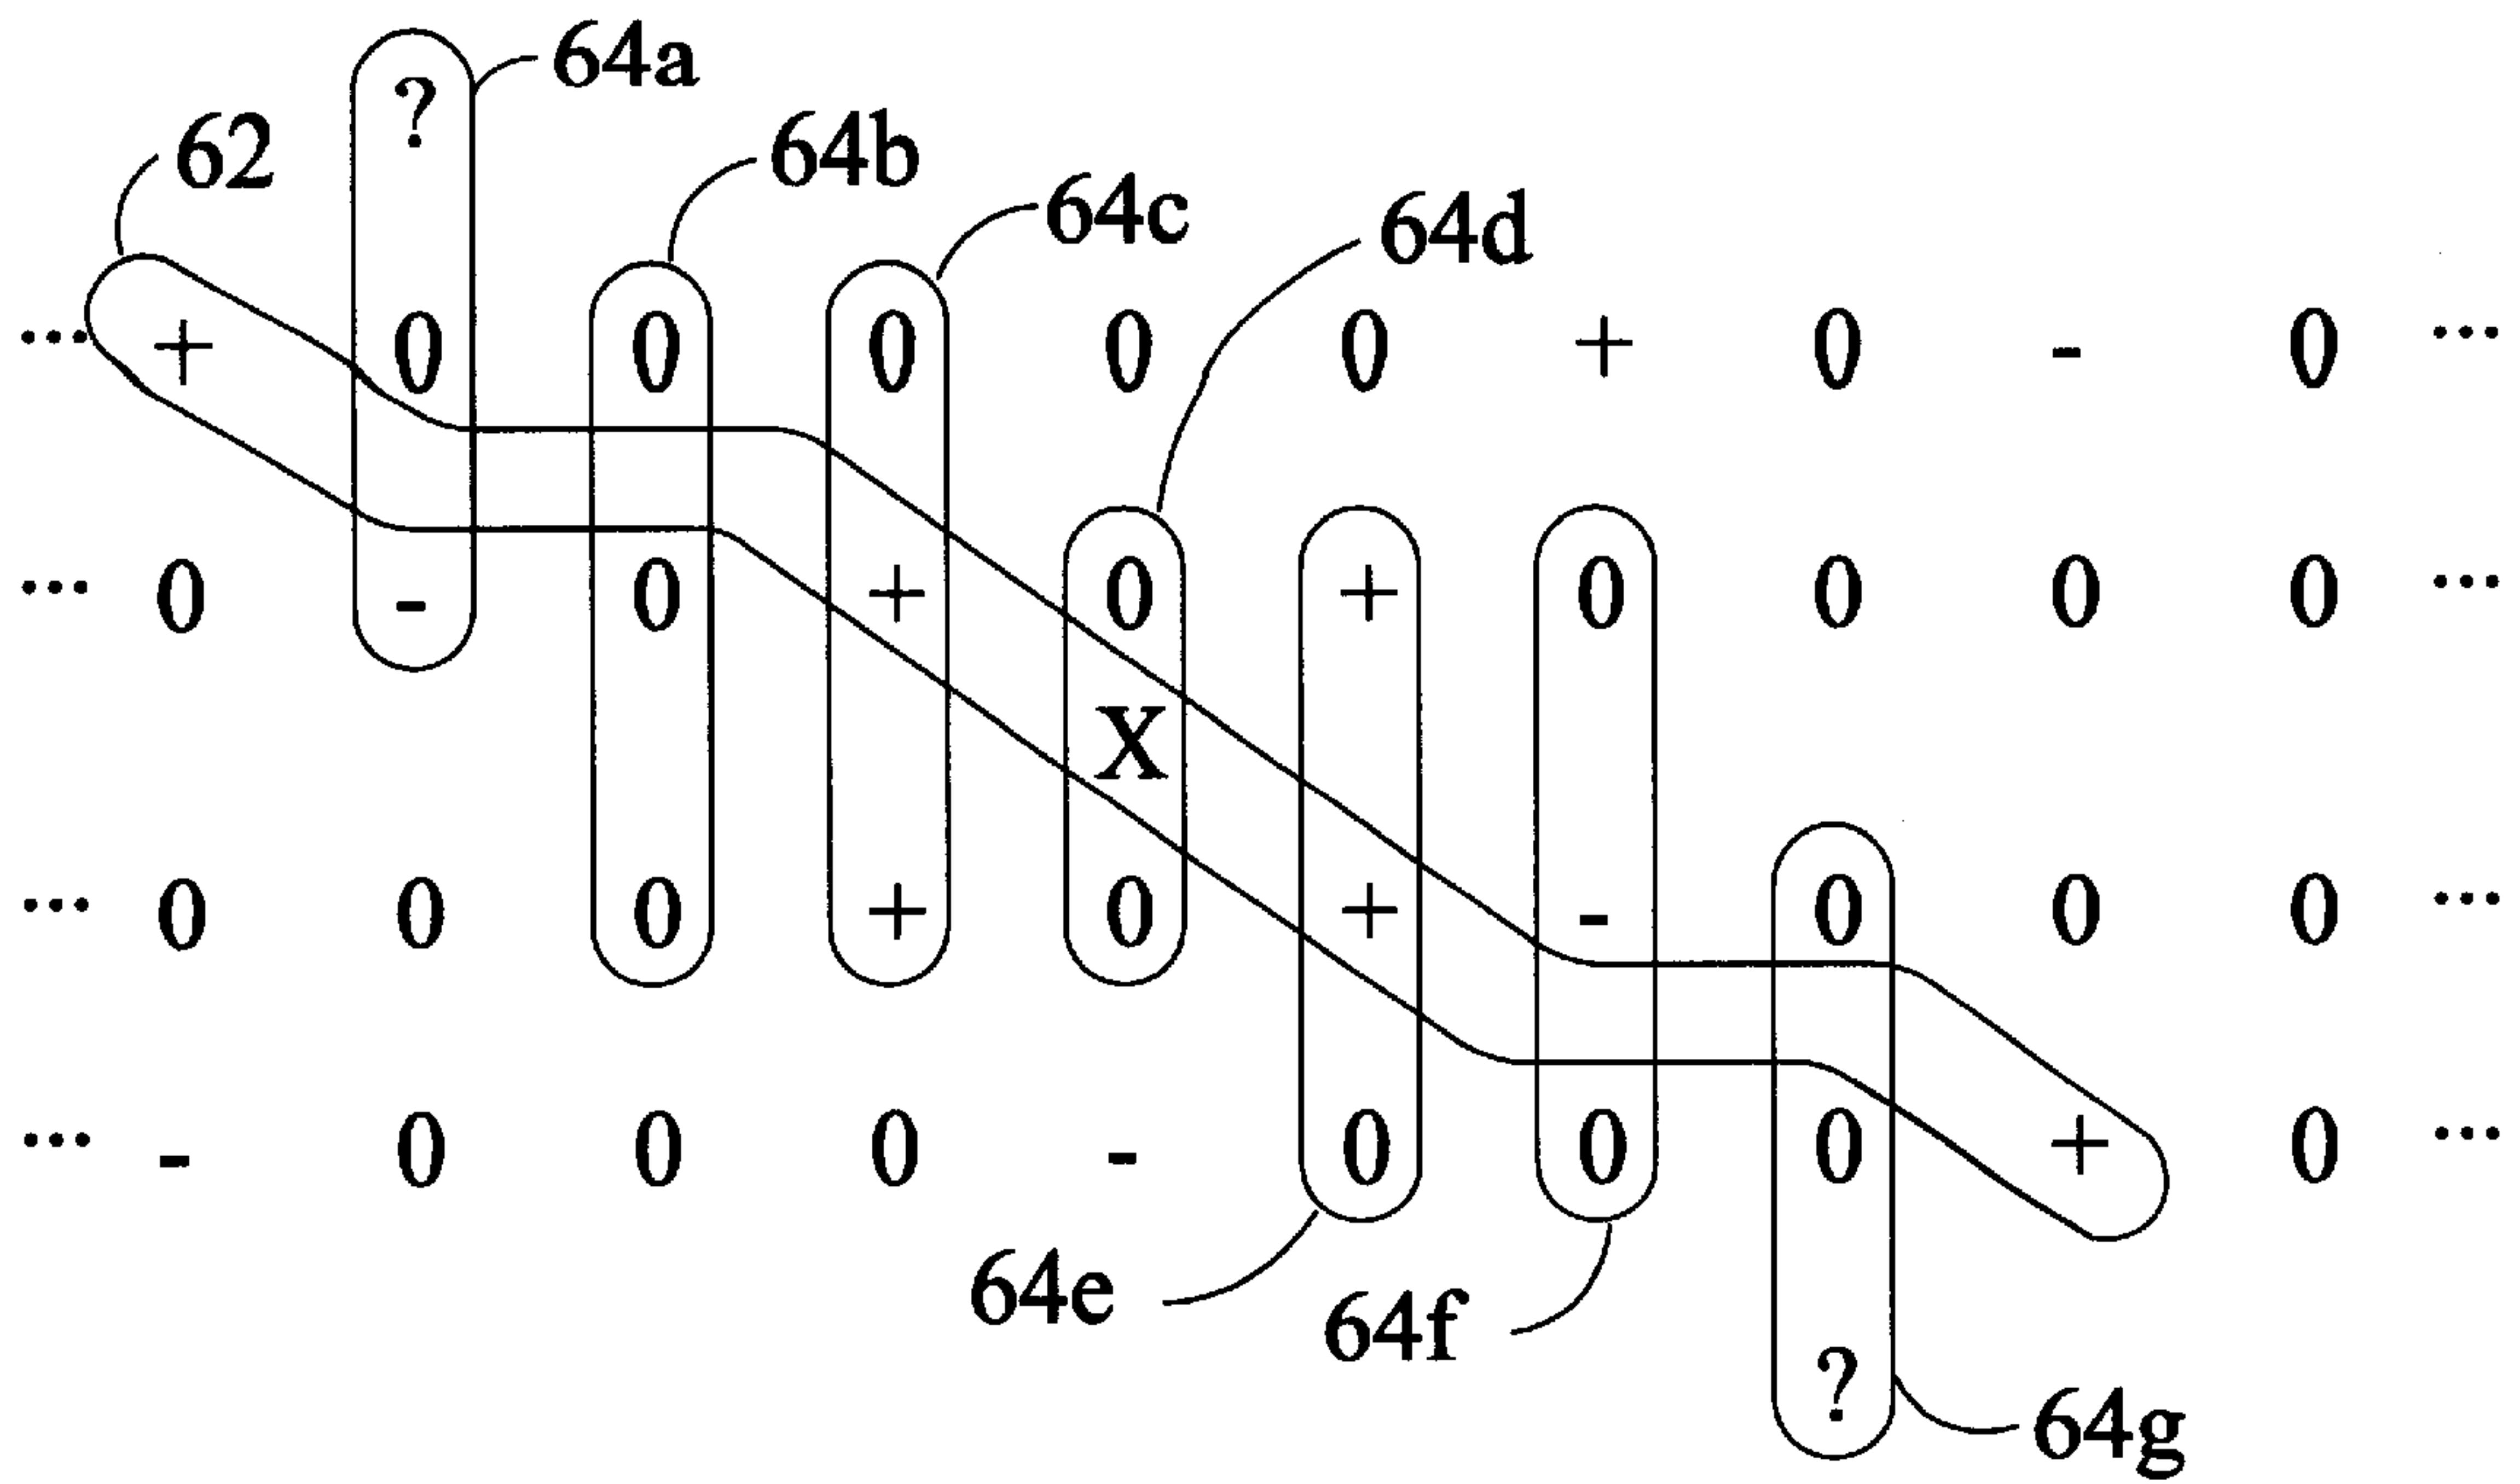 64a
?
62
64b
64c
64d
... + 0 0 0 0 0 + 0 - 0 ...
... 0 - 0 + 0 + 0 0 0 0 ...
X
... 0 0 0 + 0 + - 0 0 0 ...
... - 0 0 0 - 0 0 0 + 0 ...
64e
64f
?
64g